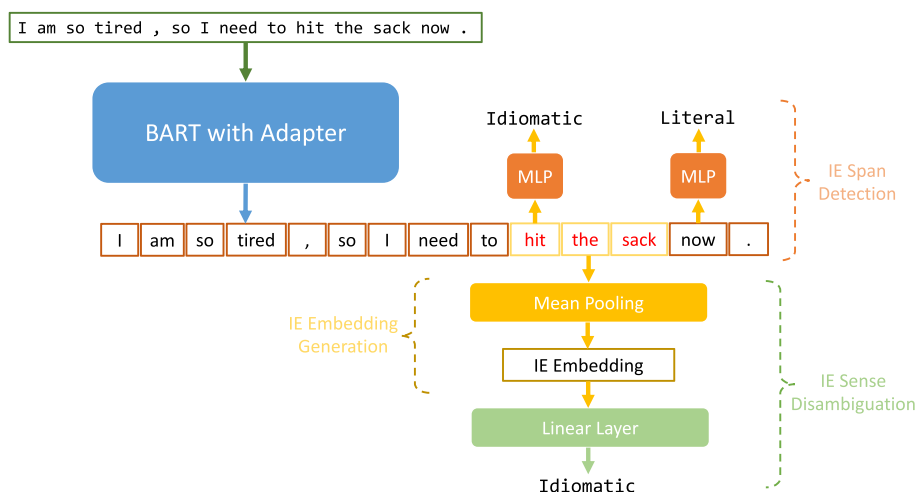 I am so tired , so I need to hit the sack now .
BART with Adapter
Idiomatic
Literal
MLP
MLP
IE Span
Detection
I am so tired , so I need to hit the sack now .
Mean Pooling
IE Embedding
Generation
IE Embedding
IE Sense
Disambiguation
Linear Layer
Idiomatic